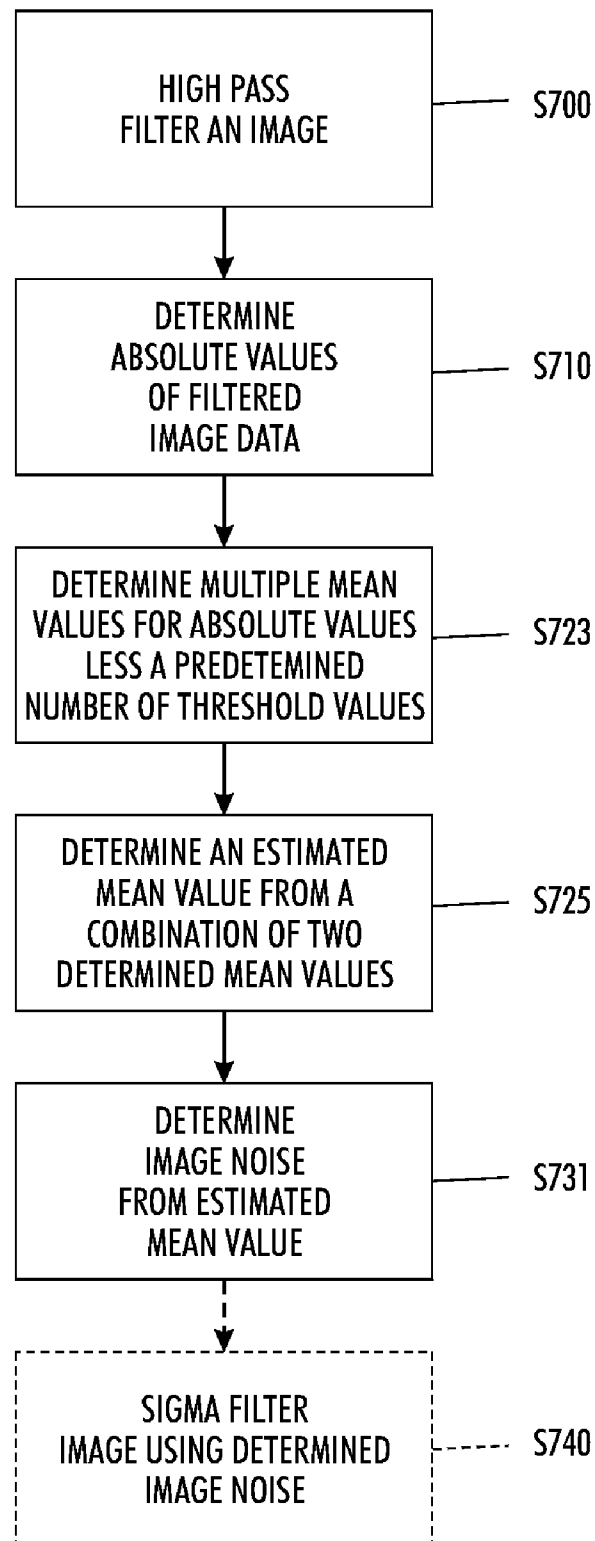 HIGH PASS
FILTER AN IMAGE
S700
DETERMINE
ABSOLUTE VALUES
OF FILTERED
IMAGE DATA
S710
DETERMINE MULTIPLE MEAN
VALUES FOR ABSOLUTE VALUES
LESS A PREDETEMINED
NUMBER OF THRESHOLD VALUES
S723
DETERMINE AN ESTIMATED
MEAN VALUE FROM A
COMBINATION OF TWO
DETERMINED MEAN VALUES
S725
DETERMINE
IMAGE NOISE
FROM ESTIMATED
MEAN VALUE
S731
SIGMA FILTER
IMAGE USING DETERMINED
IMAGE NOISE
S740